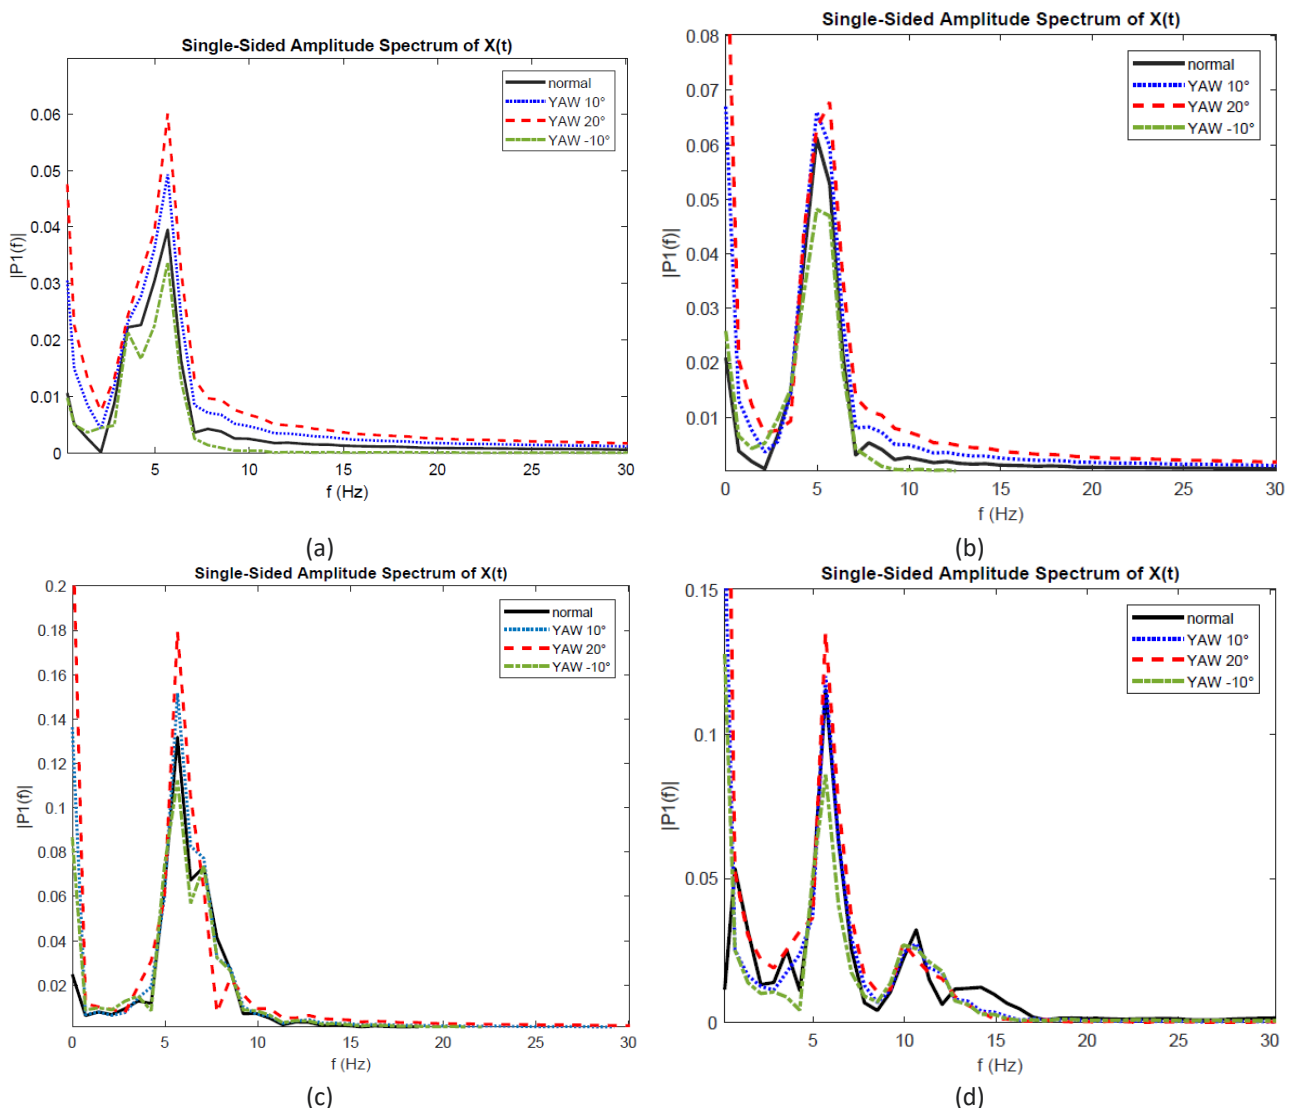 Single-Sided Amplitude Spectrum of X(t)
normal
YAW 10°
YAW 20°
YAW -10°
0.06
0.05
0.04
0.03
0.02
0.01
0
|P1(f)|
5
10
15
20
25
30
f (Hz)
(a)
Single-Sided Amplitude Spectrum of X(t)
normal
YAW 10°
YAW 20°
YAW -10°
0.08
0.07
0.06
0.05
0.04
0.03
0.02
0.01
|P1(f)|
0
5
10
15
20
25
30
f (Hz)
(b)
Single-Sided Amplitude Spectrum of X(t)
normal
YAW 10°
YAW 20°
YAW -10°
0.2
0.18
0.16
0.14
0.12
0.1
0.08
0.06
0.04
0.02
|P1(f)|
0
5
10
15
20
25
30
f (Hz)
(c)
Single-Sided Amplitude Spectrum of X(t)
normal
YAW 10°
YAW 20°
YAW -10°
0.15
0.1
0.05
0
|P1(f)|
5
10
15
20
25
30
f (Hz)
(d)